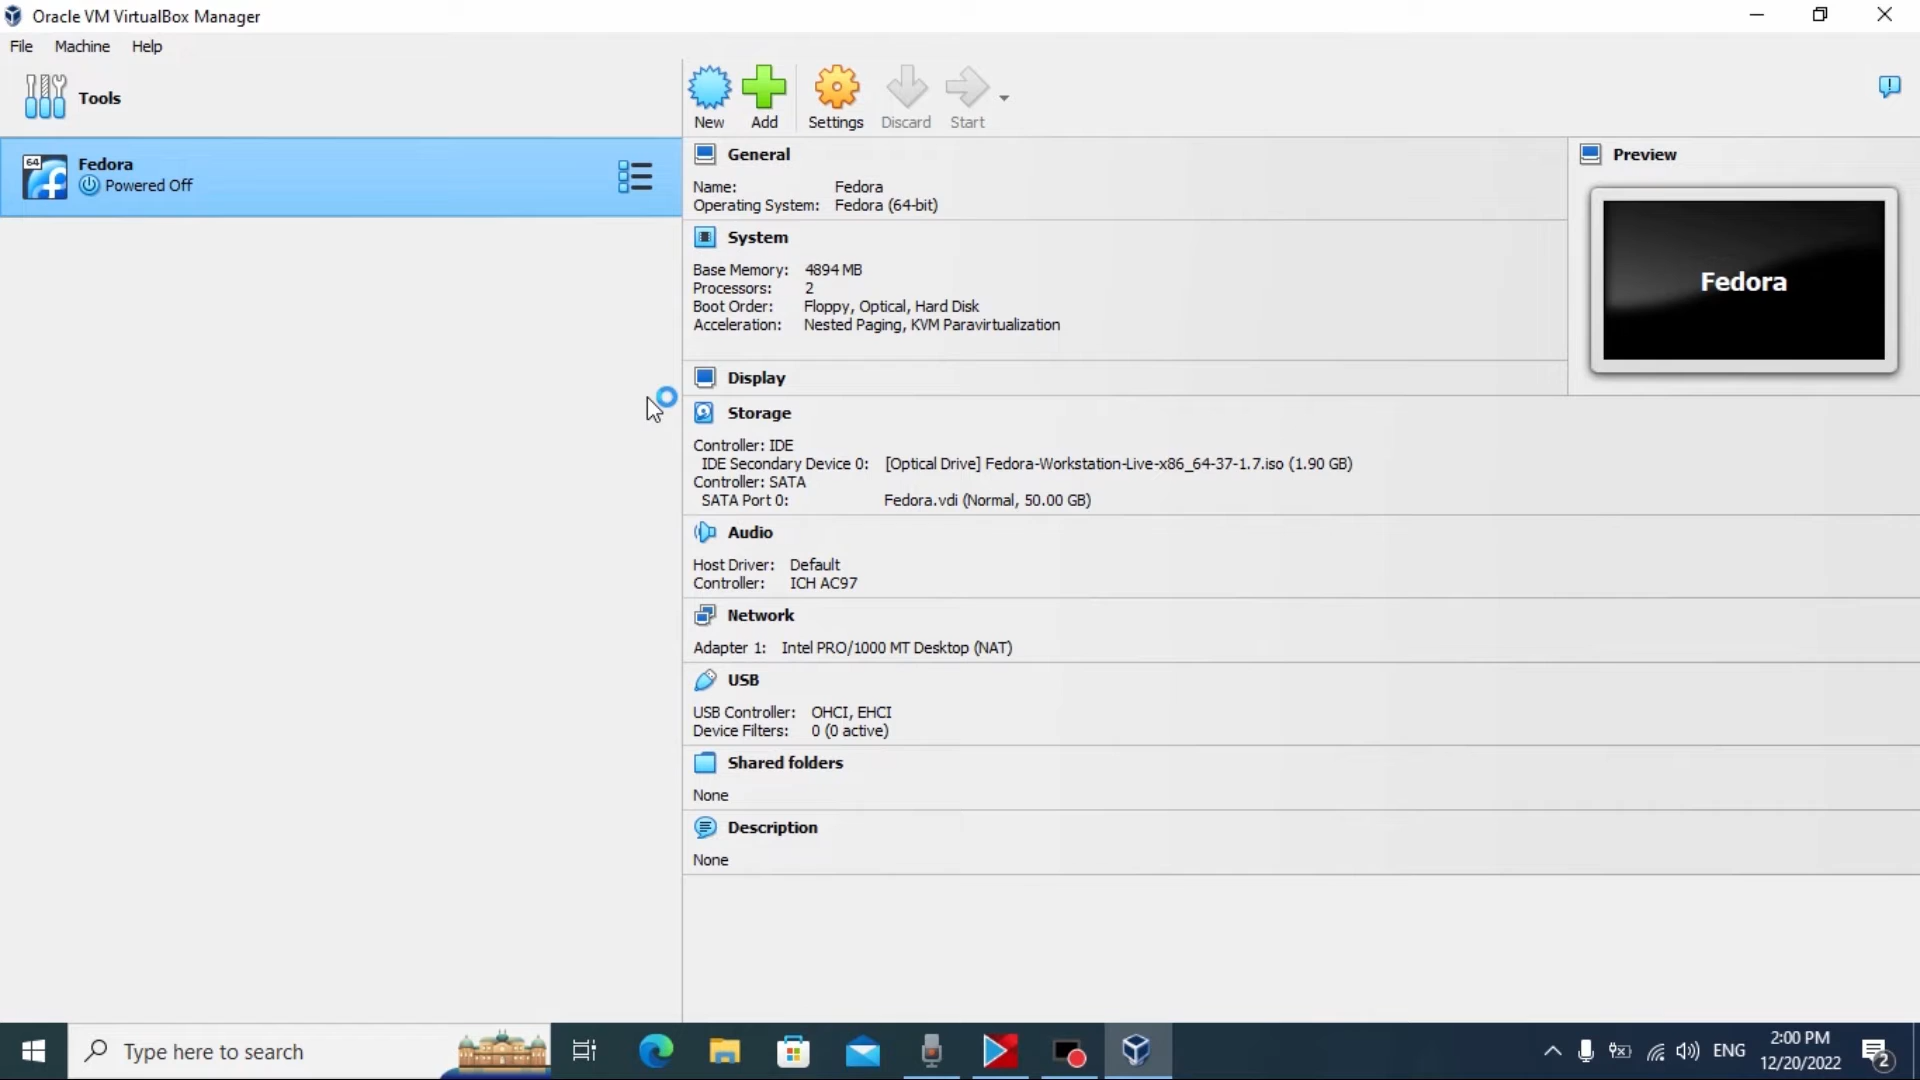 Oracle VM VirtualBox Manager
File Machine Help
Tools
New Add Settings Discard Start
64
Fedora
Powered Off
General
Name: Fedora
Operating System: Fedora (64-bit)
System
Base Memory: 4894 MB
Processors: 2
Boot Order: Floppy, Optical, Hard Disk
Acceleration: Nested Paging, KVM Paravirtualization
Preview
Fedora
Display
Storage
Controller: IDE
IDE Secondary Device 0: [Optical Drive] Fedora-Workstation-Live-x86_64-37-1.7.iso (1.90 GB)
Controller: SATA
SATA Port 0: Fedora.vdi (Normal, 50.00 GB)
Audio
Host Driver: Default
Controller: ICH AC97
Network
Adapter 1: Intel PRO/1000 MT Desktop (NAT)
USB
USB Controller: OHCI, EHCI
Device Filters: 0 (0 active)
Shared folders
None
Description
None
Type here to search
ENG
2:00 PM
12/20/2022
2